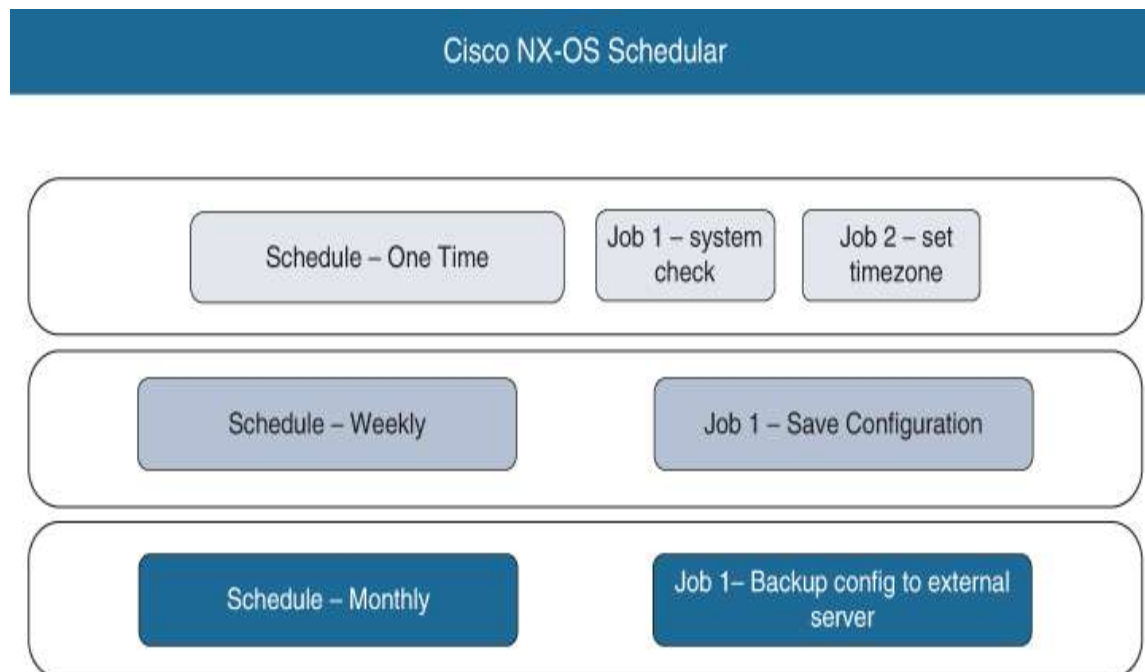 Cisco NX-OS Schedular
Schedule – One Time
Job 1 – system
check
Job 2 – set
timezone
Schedule – Weekly
Job 1 – Save Configuration
Schedule – Monthly
Job 1– Backup config to external
server